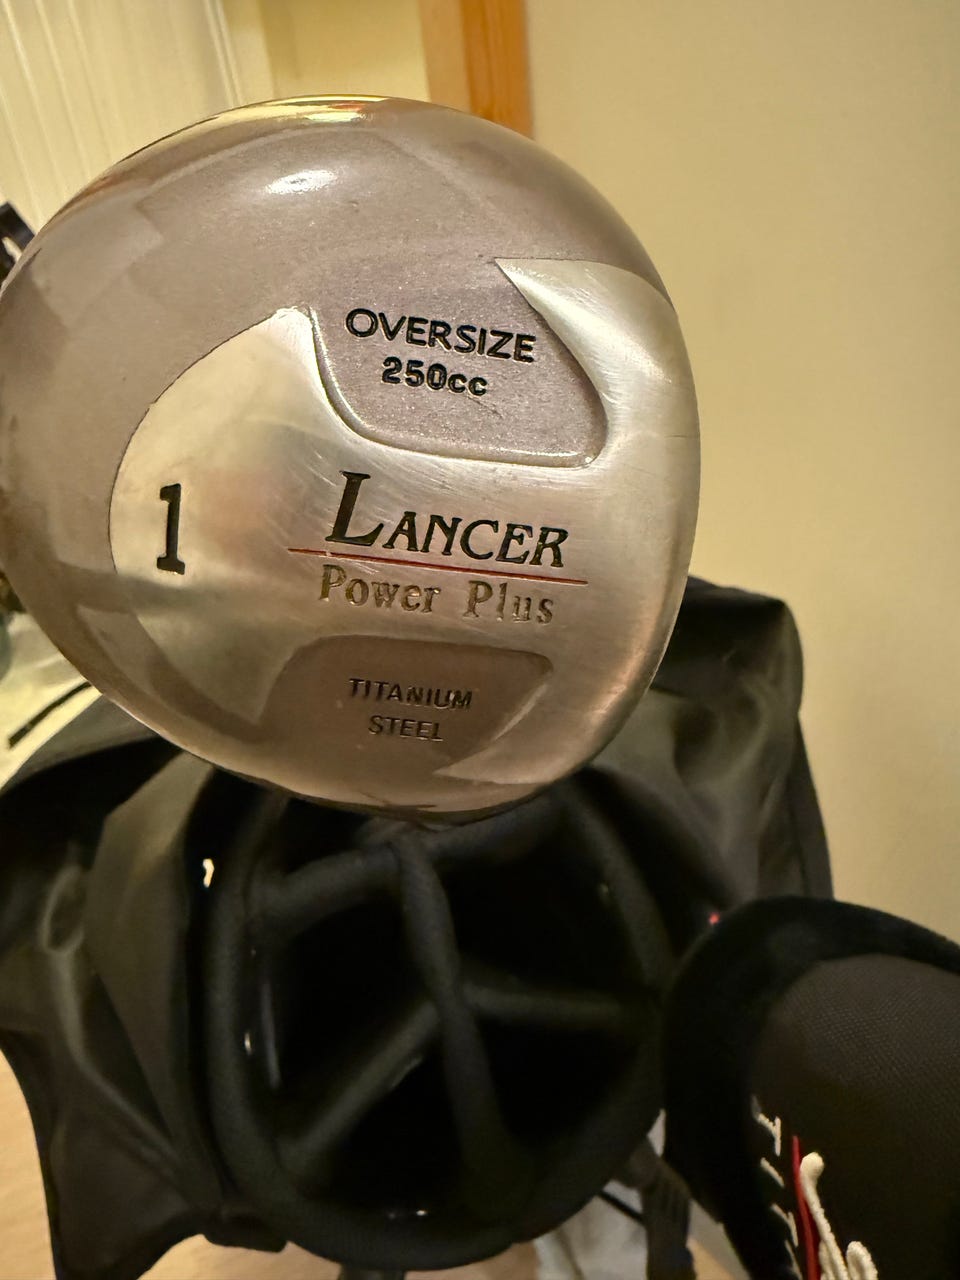 OVERSIZE
250cc
1
LANCER
Power Plus
TITANIUM
STEEL